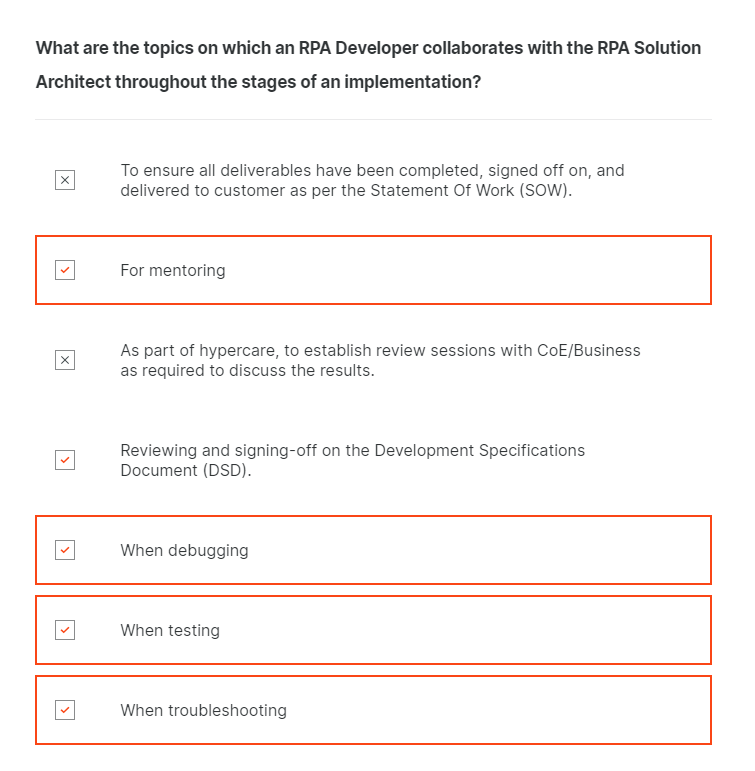 What are the topics on which an RPA Developer collaborates with the RPA Solution
Architect throughout the stages of an implementation?
To ensure all deliverables have been completed, signed off on, and
delivered to customer as per the Statement Of Work (SOW).
For mentoring
As part of hypercare, to establish review sessions with CoE/Business
as required to discuss the results.
Reviewing and signing-off on the Development Specifications
Document (DSD).
When debugging
When testing
When troubleshooting